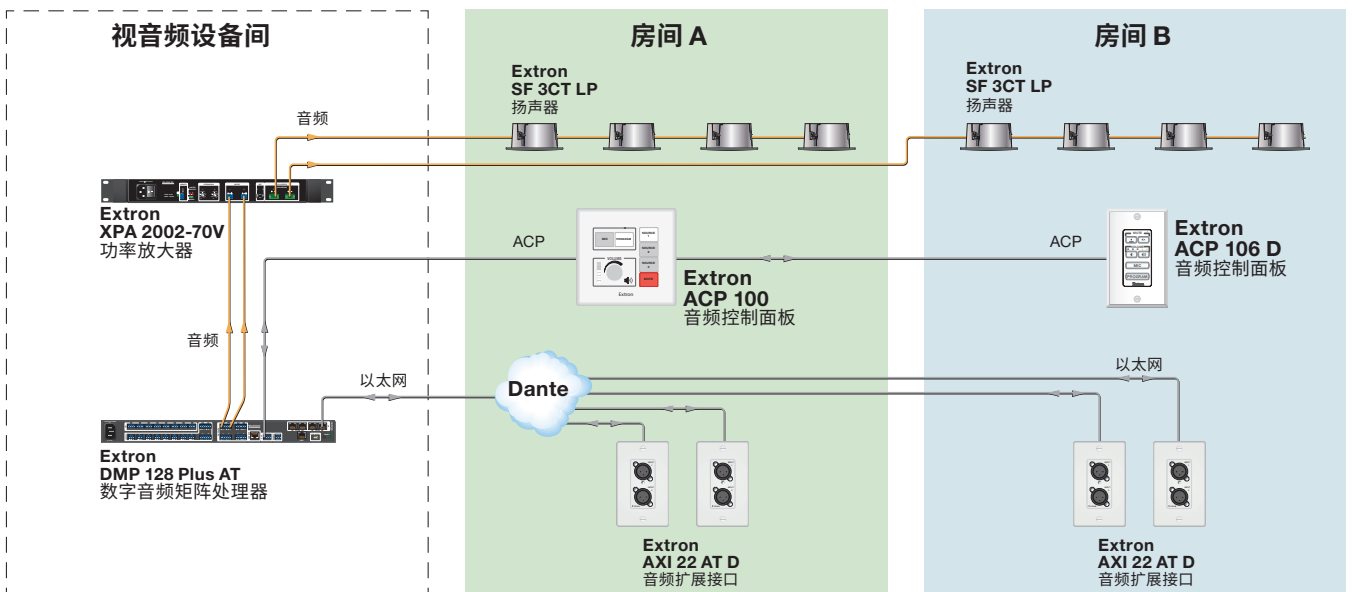 视音频设备间
音频
Extron
XPA 2002-70V
功率放大器
音频
以太网
Extron
DMP 128 Plus AT
数字音频矩阵处理器
房间 A
Extron
SF 3CT LP
扬声器
ACP
VOLUME
Extron
Extron
ACP 100
音频控制面板
Dante
Extron
AXI 22 AT D
音频扩展接口
房间 B
Extron
SF 3CT LP
扬声器
ACP
MIC
PROGRAM
Extron
ACP 106 D
音频控制面板
以太网
Extron
AXI 22 AT D
音频扩展接口